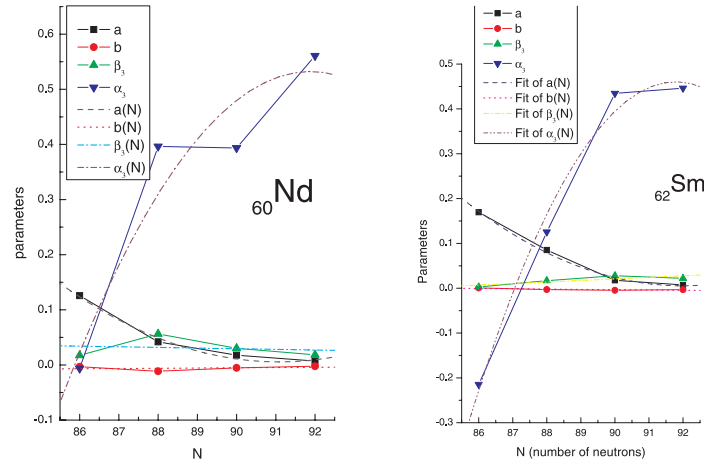 0.6
0.5
0.4
0.3
0.2
0.1
0.0
-0.1
parameters
a
b
β₃
α₃
a(N)
b(N)
β₃(N)
α₃(N)
₆₀Nd
86 87 88 89 90 91 92
N
0.5
0.4
0.3
0.2
0.1
0.0
-0.1
-0.2
-0.3
Parameters
a
b
β₃
α₃
Fit of a(N)
Fit of b(N)
Fit of β₃(N)
Fit of α₃(N)
₆₂Sm
86 87 88 89 90 91 92
N (number of neutrons)